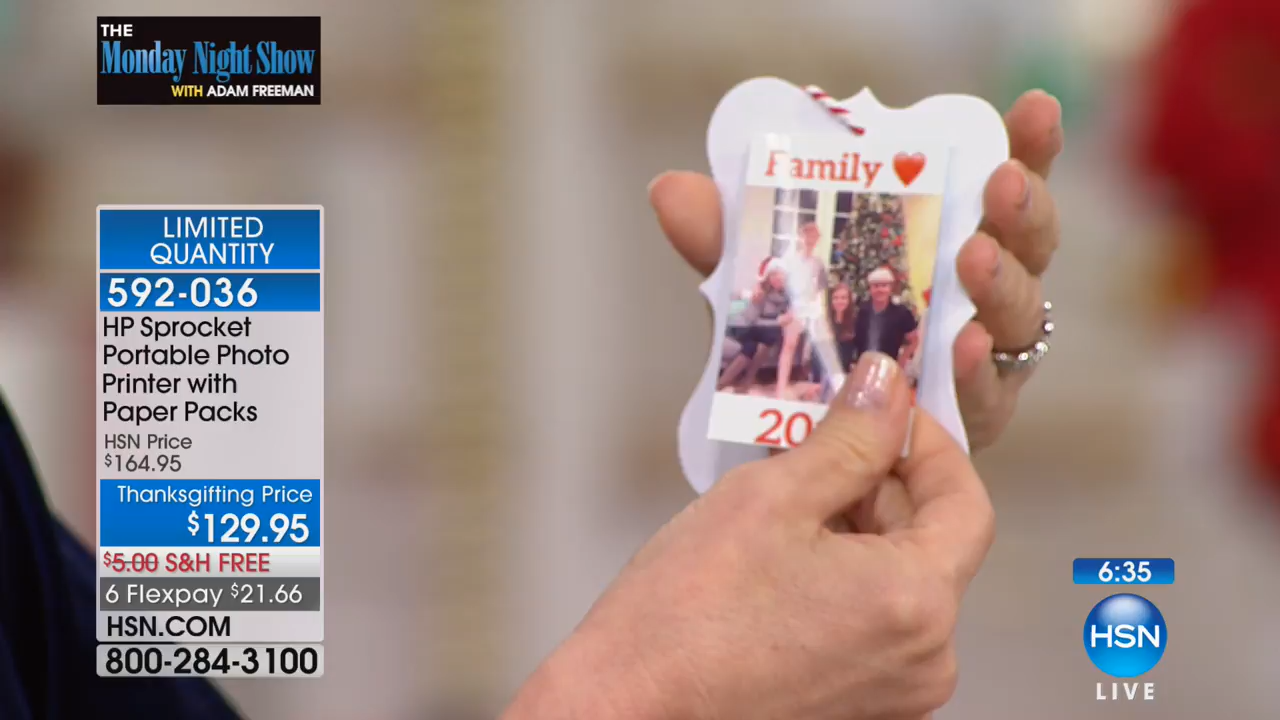 THE
Monday Night Show
WITH ADAM FREEMAN
LIMITED
QUANTITY
592-036
HP Sprocket
Portable Photo
Printer with
Paper Packs
HSN Price
$164.95
Thanksgifting Price
$129.95
$5.00 S&H FREE
6 Flexpay $21.66
HSN.COM
800-284-3100
Family ❤
20
6:35
HSN
LIVE